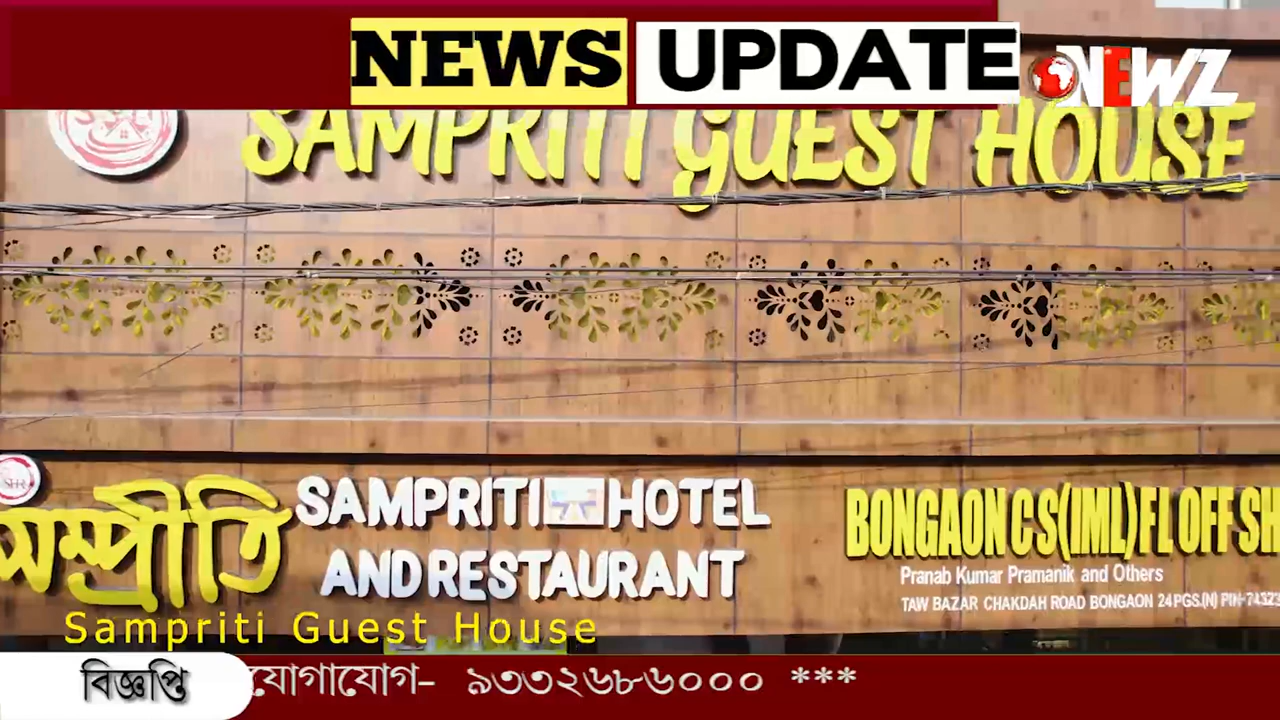 NEWS UPDATE
NEWZ
SAMPRITI GUEST HOUSE
সম্প্রীতি
SAMPRITI HOTEL
AND RESTAURANT
BONGAON C S (IML) FL OFF SH
Pranab Kumar Pramanik and Others
TAW BAZAR CHAKDAH ROAD BONGAON 24 PGS.(N) PIN-7432
Sampriti Guest House
বিজ্ঞপ্তি
যোগাযোগ- ৯৩৩২৬৮৬০০০ ***